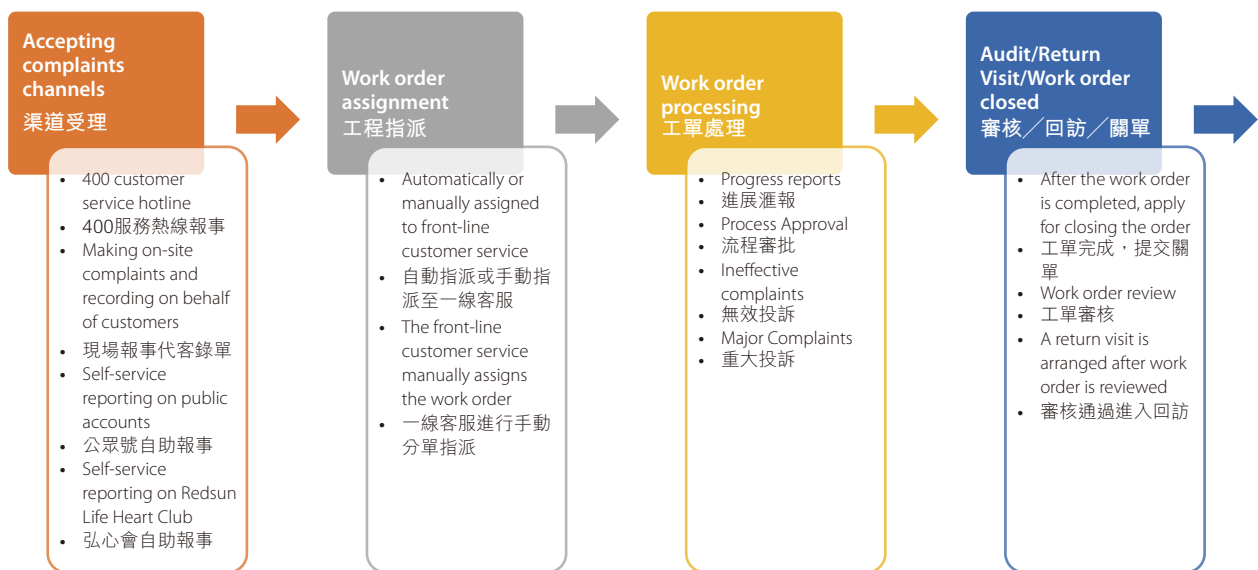 Accepting
complaints
channels
渠道受理
• 400 customer
service hotline
• 400服務熱線報事
• Making on-site
complaints and
recording on behalf
of customers
• 現場報事代客錄單
• Self-service
reporting on public
accounts
• 公眾號自助報事
• Self-service
reporting on Redsun
Life Heart Club
• 弘心會自助報事
Work order
assignment
工程指派
• Automatically or
manually assigned
to front-line
customer service
• 自動指派或手動指
派至一線客服
• The front-line
customer service
manually assigns
the work order
• 一線客服進行手動
分單指派
Work order
processing
工單處理
• Progress reports
• 進展滙報
• Process Approval
• 流程審批
• Ineffective
complaints
• 無效投訴
• Major Complaints
• 重大投訴
Audit/Return
Visit/Work order
closed
審核╱回訪╱關單
• After the work order
is completed, apply
for closing the order
• 工單完成，提交關
單
• Work order review
• 工單審核
• A return visit is
arranged after work
order is reviewed
• 審核通過進入回訪